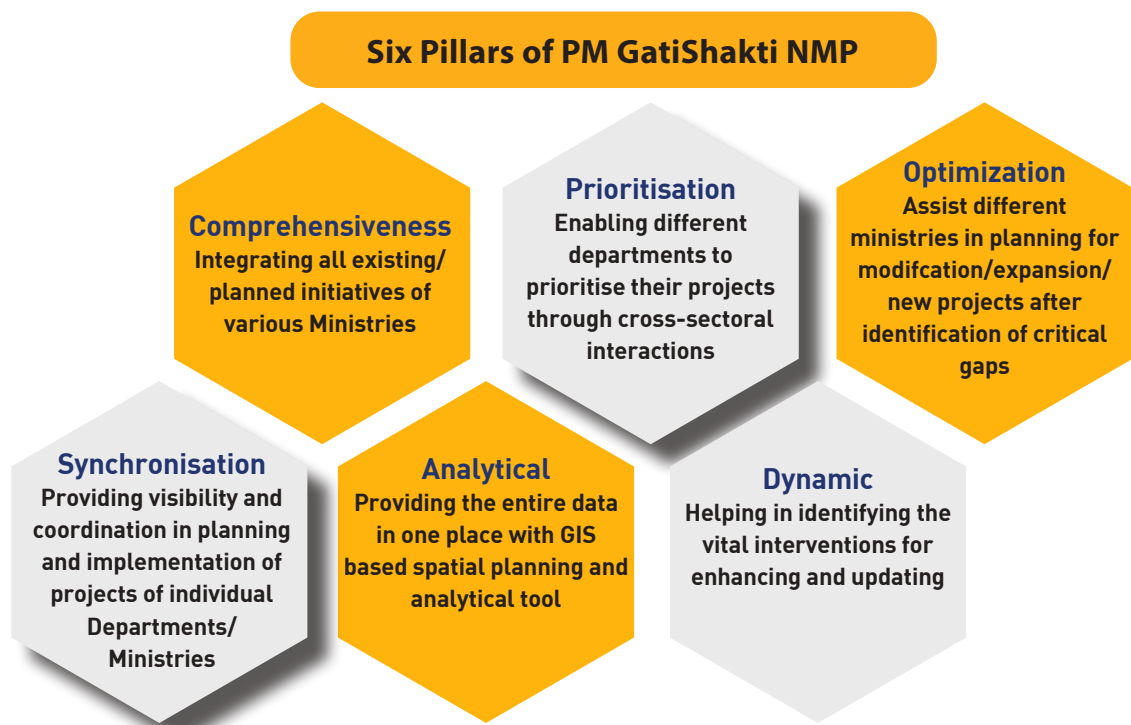 Six Pillars of PM GatiShakti NMP
Comprehensiveness
Integrating all existing/
planned initiatives of
various Ministries
Prioritisation
Enabling different
departments to
prioritise their projects
through cross-sectoral
interactions
Optimization
Assist different
ministries in planning for
modifcation/expansion/
new projects after
identification of critical
gaps
Synchronisation
Providing visibility and
coordination in planning
and implementation of
projects of individual
Departments/
Ministries
Analytical
Providing the entire data
in one place with GIS
based spatial planning and
analytical tool
Dynamic
Helping in identifying the
vital interventions for
enhancing and updating